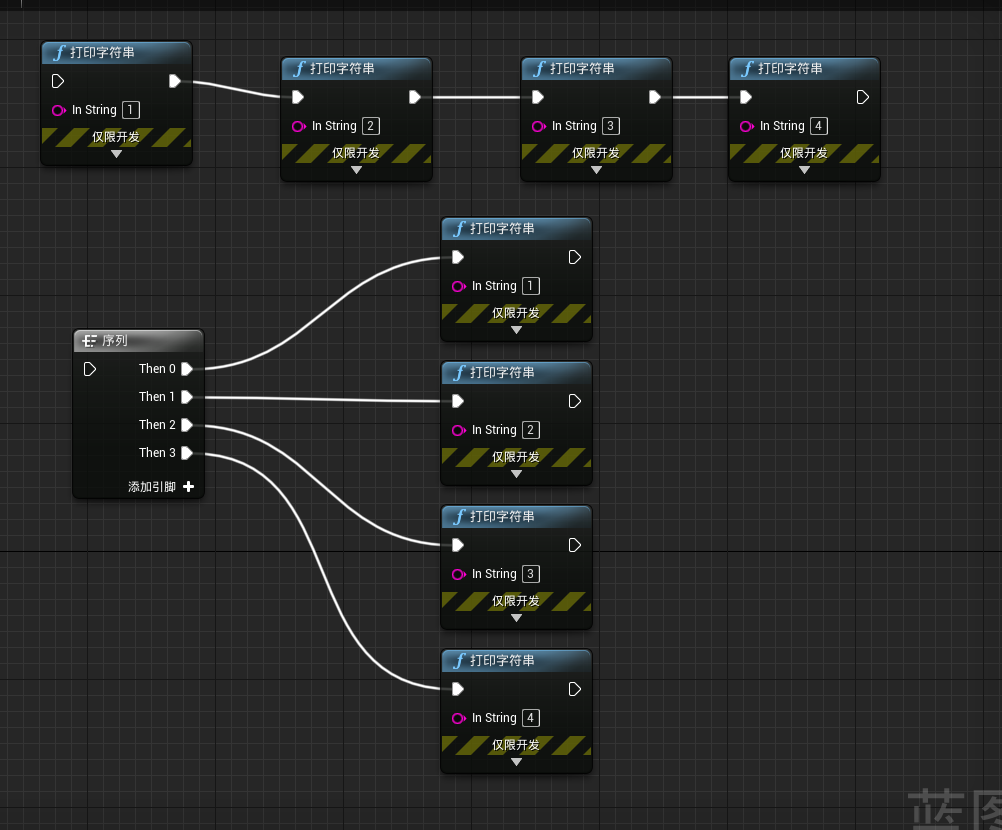 打印字符串
In String 1
仅限开发
打印字符串
In String 2
仅限开发
打印字符串
In String 3
仅限开发
打印字符串
In String 4
仅限开发
序列
Then 0
Then 1
Then 2
Then 3
添加引脚
打印字符串
In String 1
仅限开发
打印字符串
In String 2
仅限开发
打印字符串
In String 3
仅限开发
打印字符串
In String 4
仅限开发
蓝图